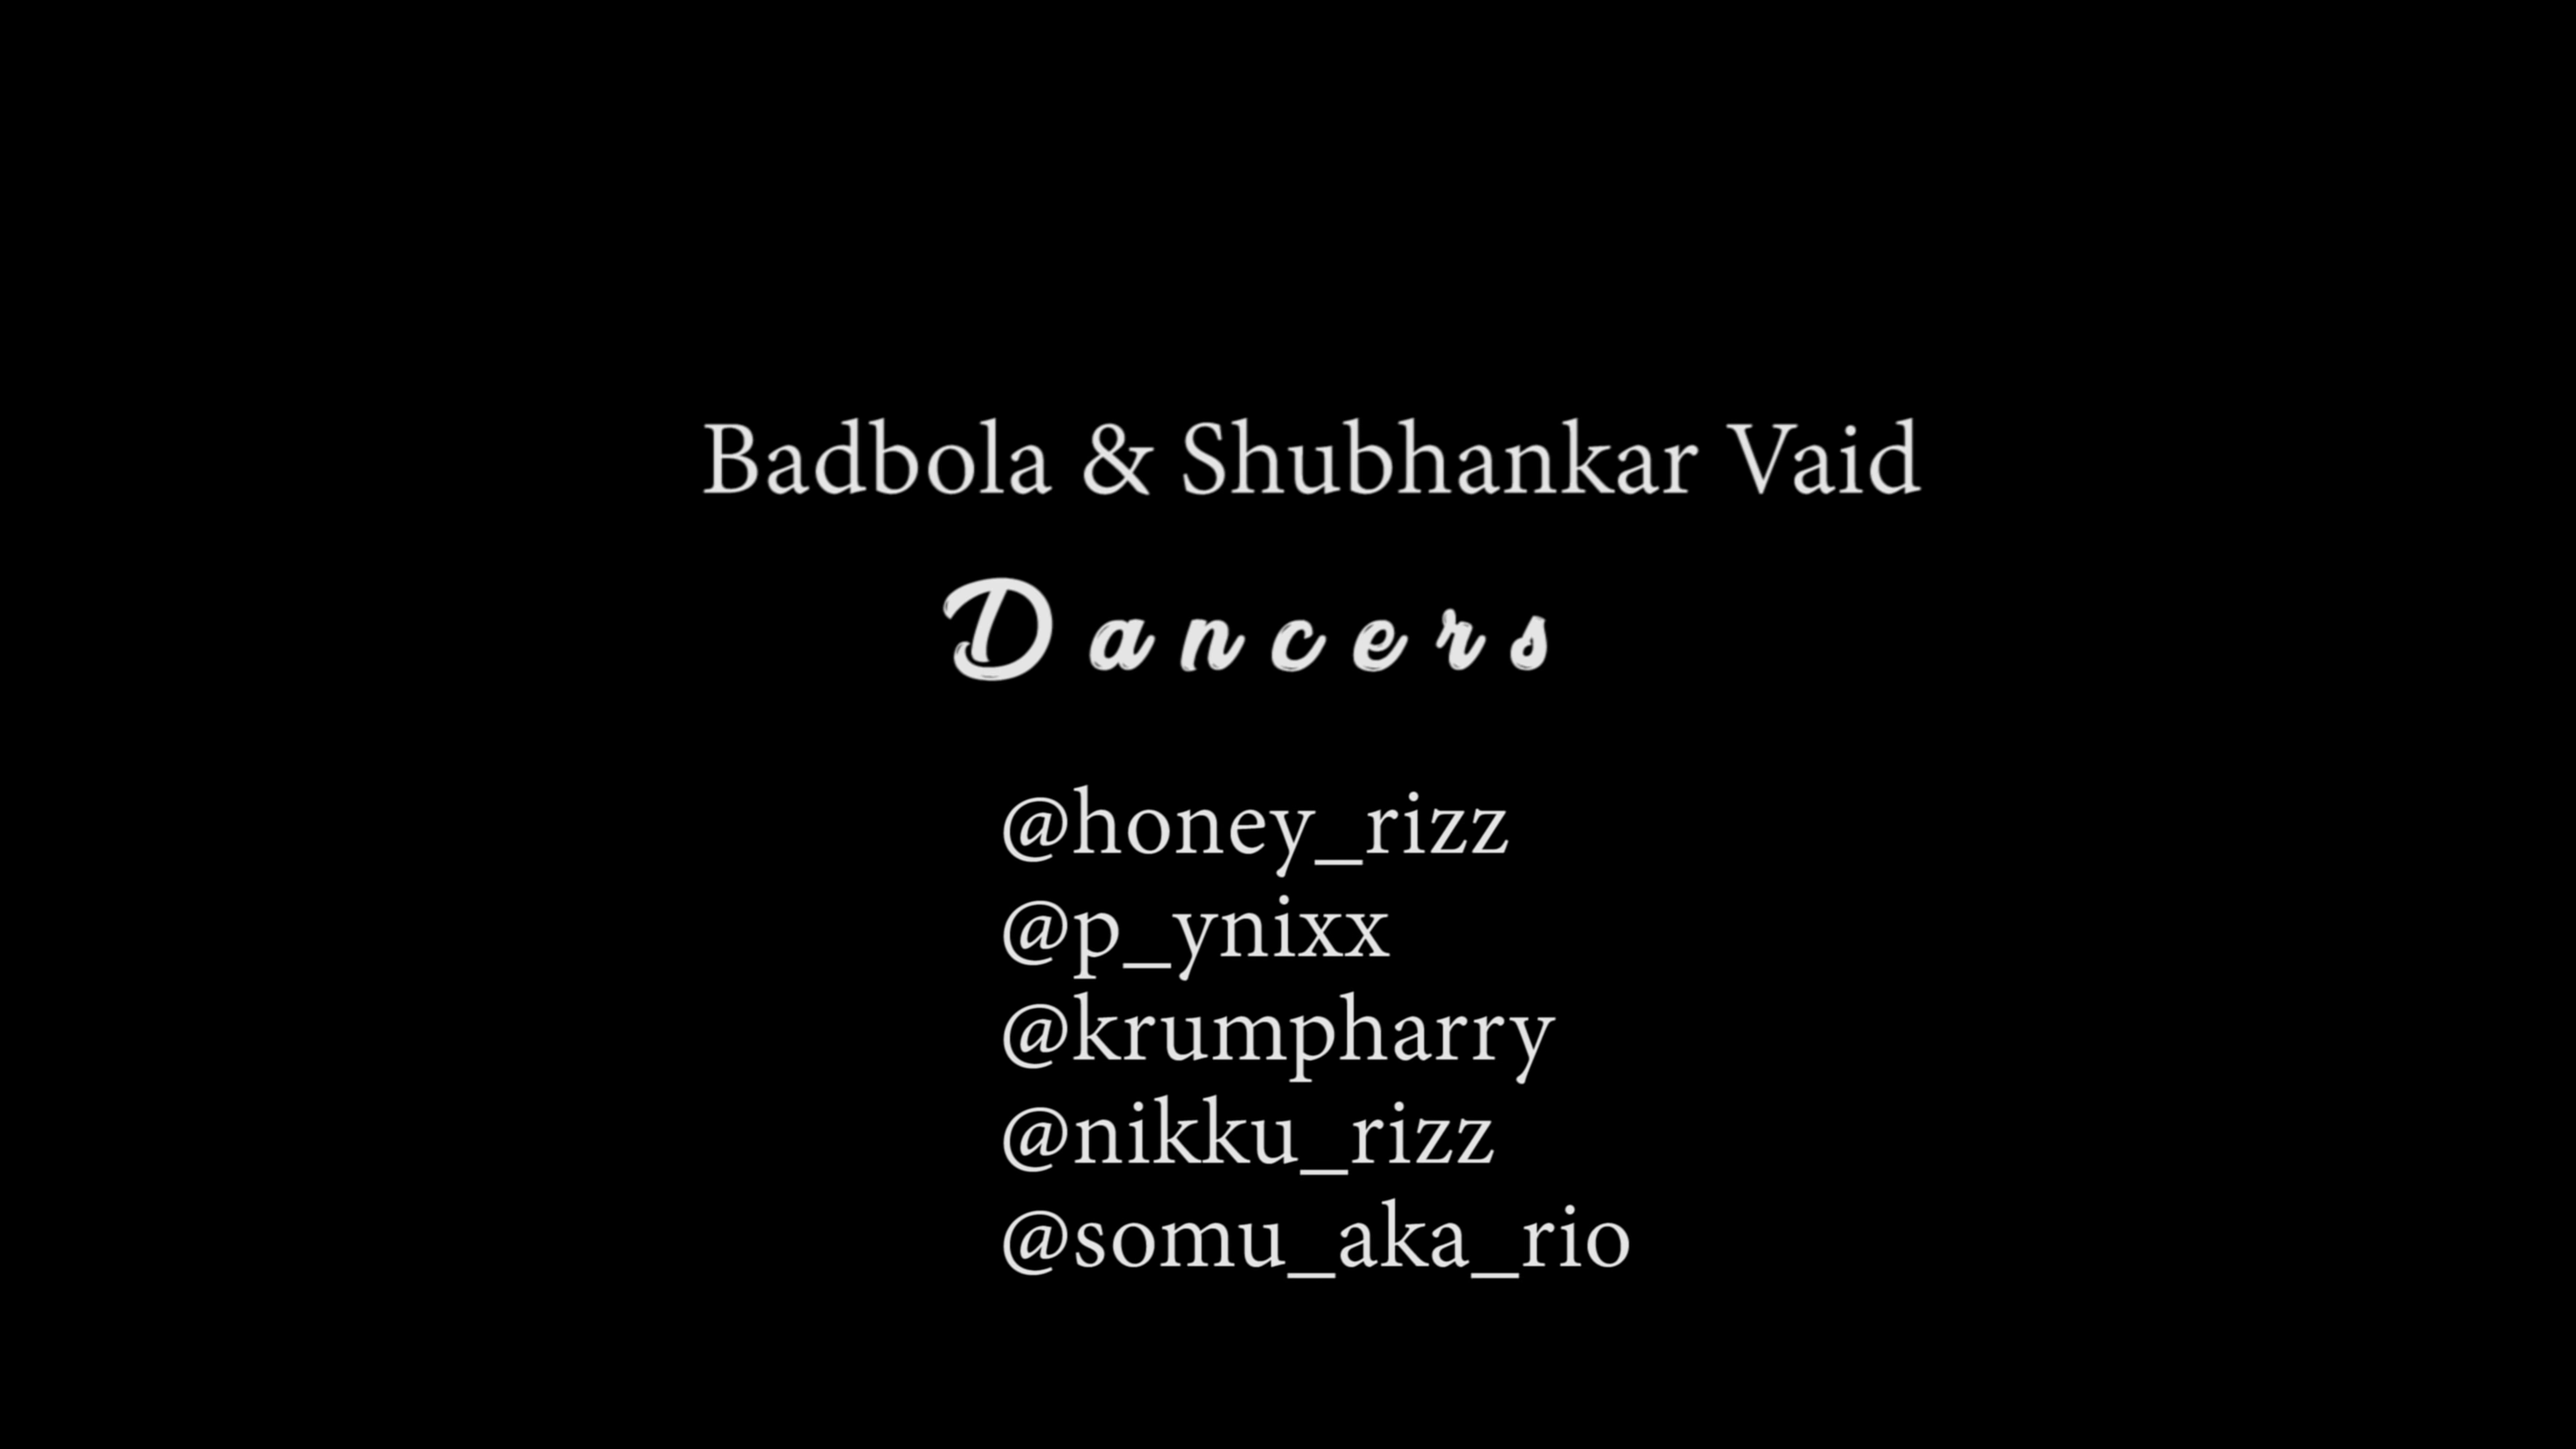 Badbola & Shubhankar Vaid
Dancers
@honey_rizz
@p_ynixx
@krumpharry
@nikku_rizz
@somu_aka_rio